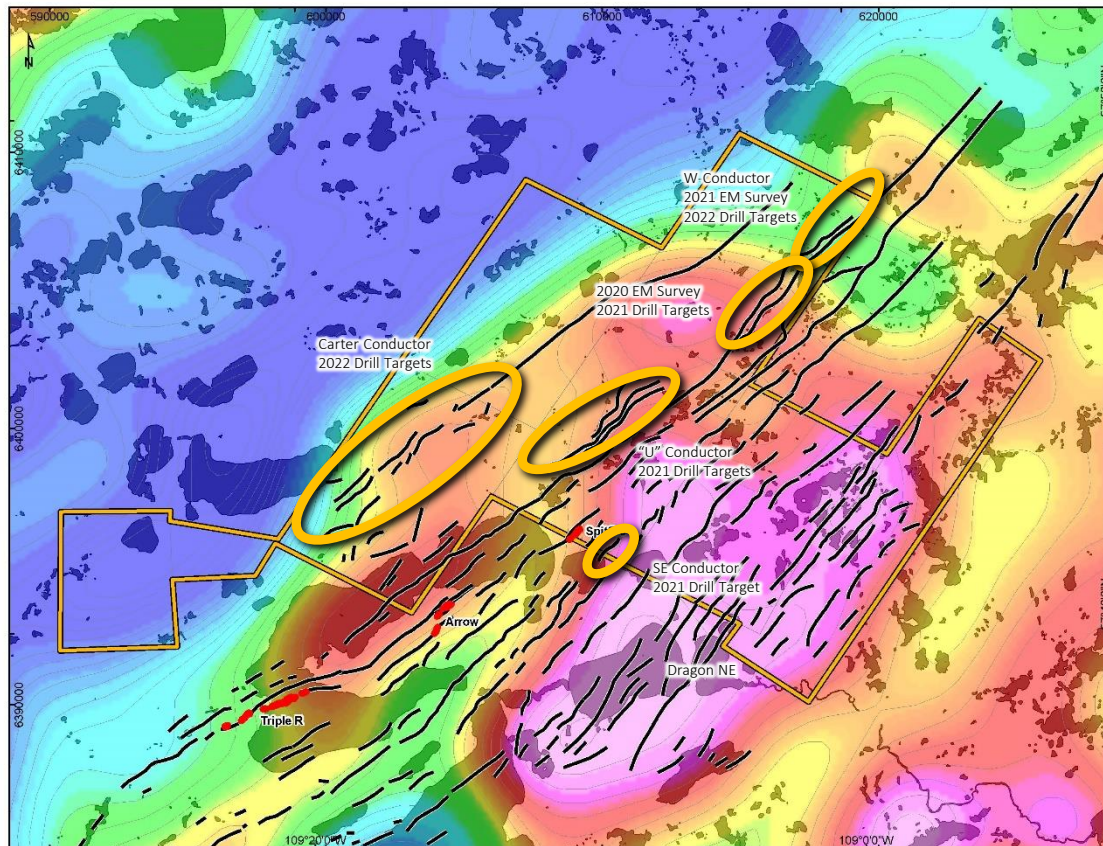 590000
600000
610000
620000
N
6410000
W Conductor
2021 EM Survey
2022 Drill Targets
2020 EM Survey
2021 Drill Targets
Carter Conductor
2022 Drill Targets
6400000
"U" Conductor
2021 Drill Targets
SE Conductor
2021 Drill Target
Arrow
Dragon NE
6390000
Triple R
109°20'0"W
109°0'0"W